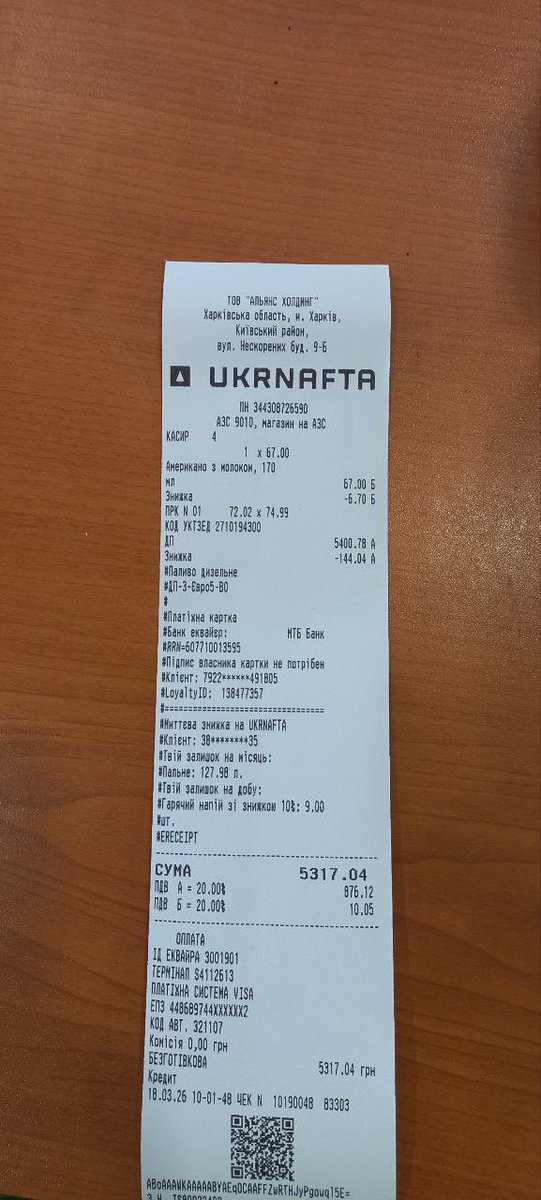 ТОВ "АЛЬЯНС ХОЛДИНГ"
Харківська область, м. Харків,
Київський район,
вул. Нескорених буд. 9-Б
UKRNAFTA
ПН 344308726590
АЗС 9010, магазин на АЗС
КАСИР 4
1 x 67.00
Американо з молоком, 170
мл 67.00 Б
Знижка -6.70 Б
ПРК N 01 72.02 x 74.99
КОД УКТЗЕД 2710194300
ДП 5400.78 А
Знижка -144.04 А
#Паливо дизельне
#ДП-З-Євро5-В0
#
#Платіжна картка
#Банк еквайєр: МТБ Банк
#RRN=607710013595
#Підпис власника картки не потрібен
#Клієнт: 7922******491805
#LoyaltyID: 138477357
#================================
#Миттєва знижка на UKRNAFTA
#Клієнт: 38********35
#Твій залишок на місяць:
#Пальне: 127.98 л.
#Твій залишок на добу:
#Гарячий напій зі знижкою 10%: 9.00
#шт.
#ERECEIPT
СУМА 5317.04
ПДВ А = 20.00% 876.12
ПДВ Б = 20.00% 10.05
ОПЛАТА
ІД ЕКВАЙРА 3001901
ТЕРМІНАЛ S4112613
ПЛАТІЖНА СИСТЕМА VISA
ЕПЗ 448689744XXXXXX2
КОД АВТ. 321107
Комісія 0,00 грн
БЕЗГОТІВКОВА 5317.04 грн
Кредит
18.03.26 10-01-48 ЧЕК N 10190048 83303